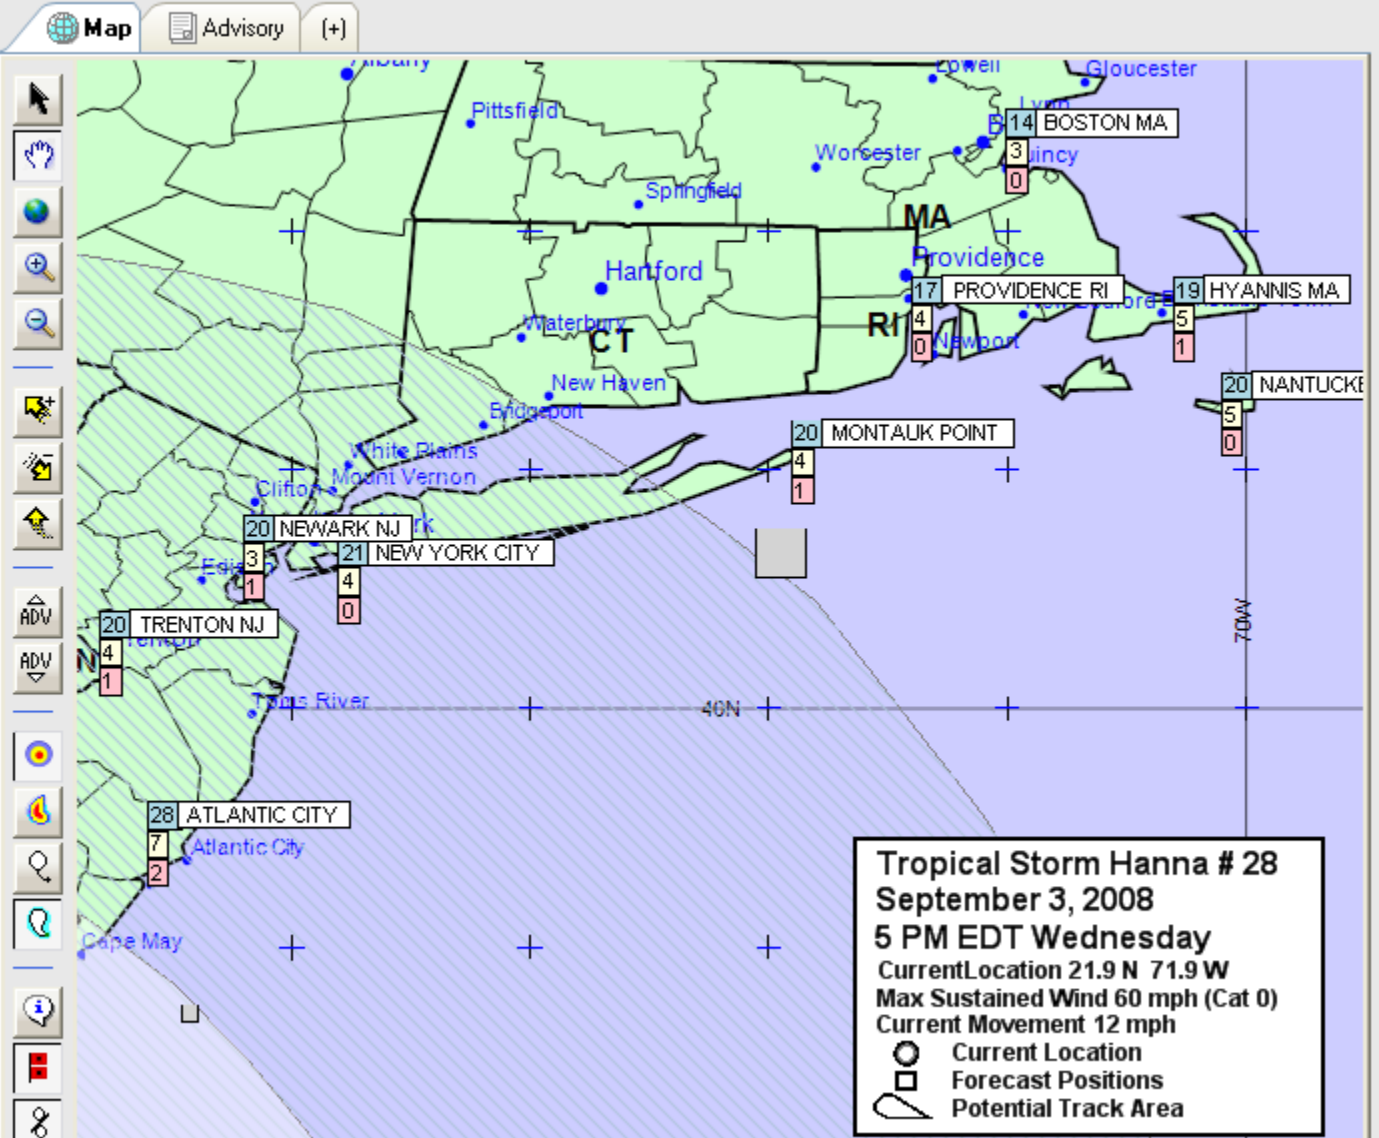 Map
Advisory
(+)
Albany
Lowell
Gloucester
Pittsfield
Lynn
14 BOSTON MA
3
0
Worcester
Springfield
MA
Providence
Hartford
17 PROVIDENCE RI
4
0
19 HYANNIS MA
5
1
RI
Newport
Waterbury
CT
New Haven
Bridgeport
20
5
0
20 MONTAUK POINT
4
1
White Plains
Mount Vernon
Clifton
20 NEWARK NJ
3
1
21 NEW YORK CITY
4
0
ADV
ADV
20 TRENTON NJ
4
1
N
70W
Toms River
40N
28 ATLANTIC CITY
7
2
Atlantic City
Cape May
Tropical Storm Hanna # 28
September 3, 2008
5 PM EDT Wednesday
CurrentLocation 21.9 N 71.9 W
Max Sustained Wind 60 mph (Cat 0)
Current Movement 12 mph
Current Location
Forecast Positions
Potential Track Area